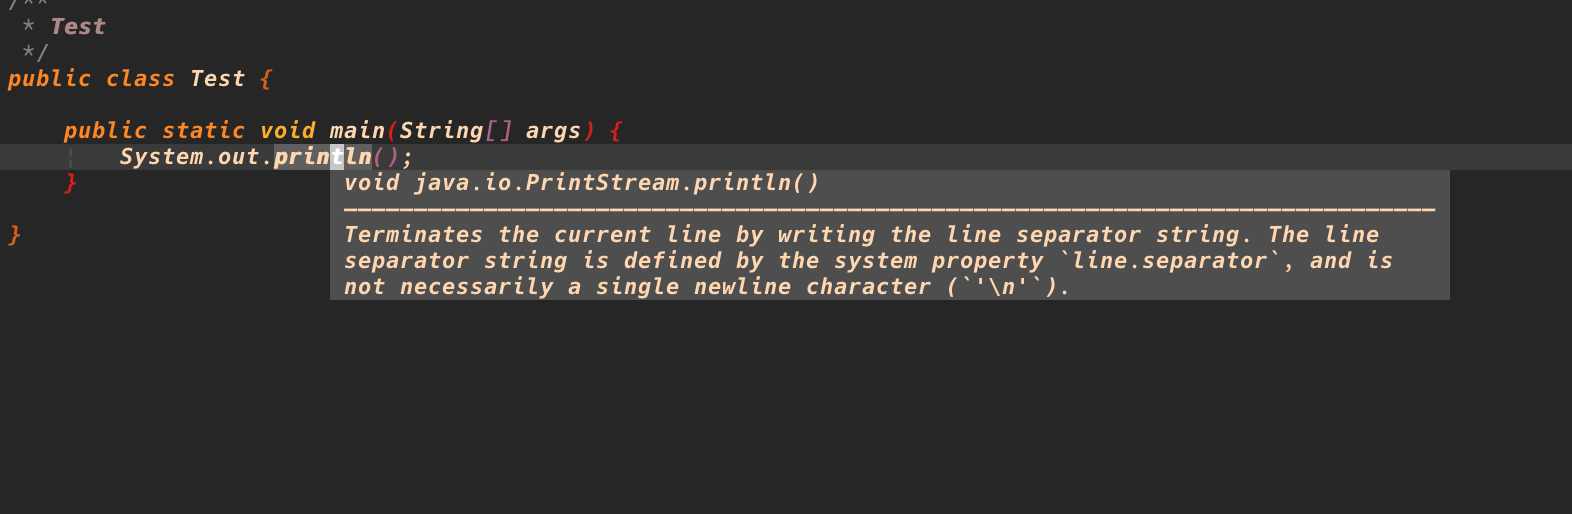 /**
 * Test
 */
public class Test {
    public static void main(String[] args) {
        System.out.println();
void java.io.PrintStream.println()
Terminates the current line by writing the line separator string. The line
separator string is defined by the system property `line.separator`, and is
not necessarily a single newline character (`'\n'`).
    }
}